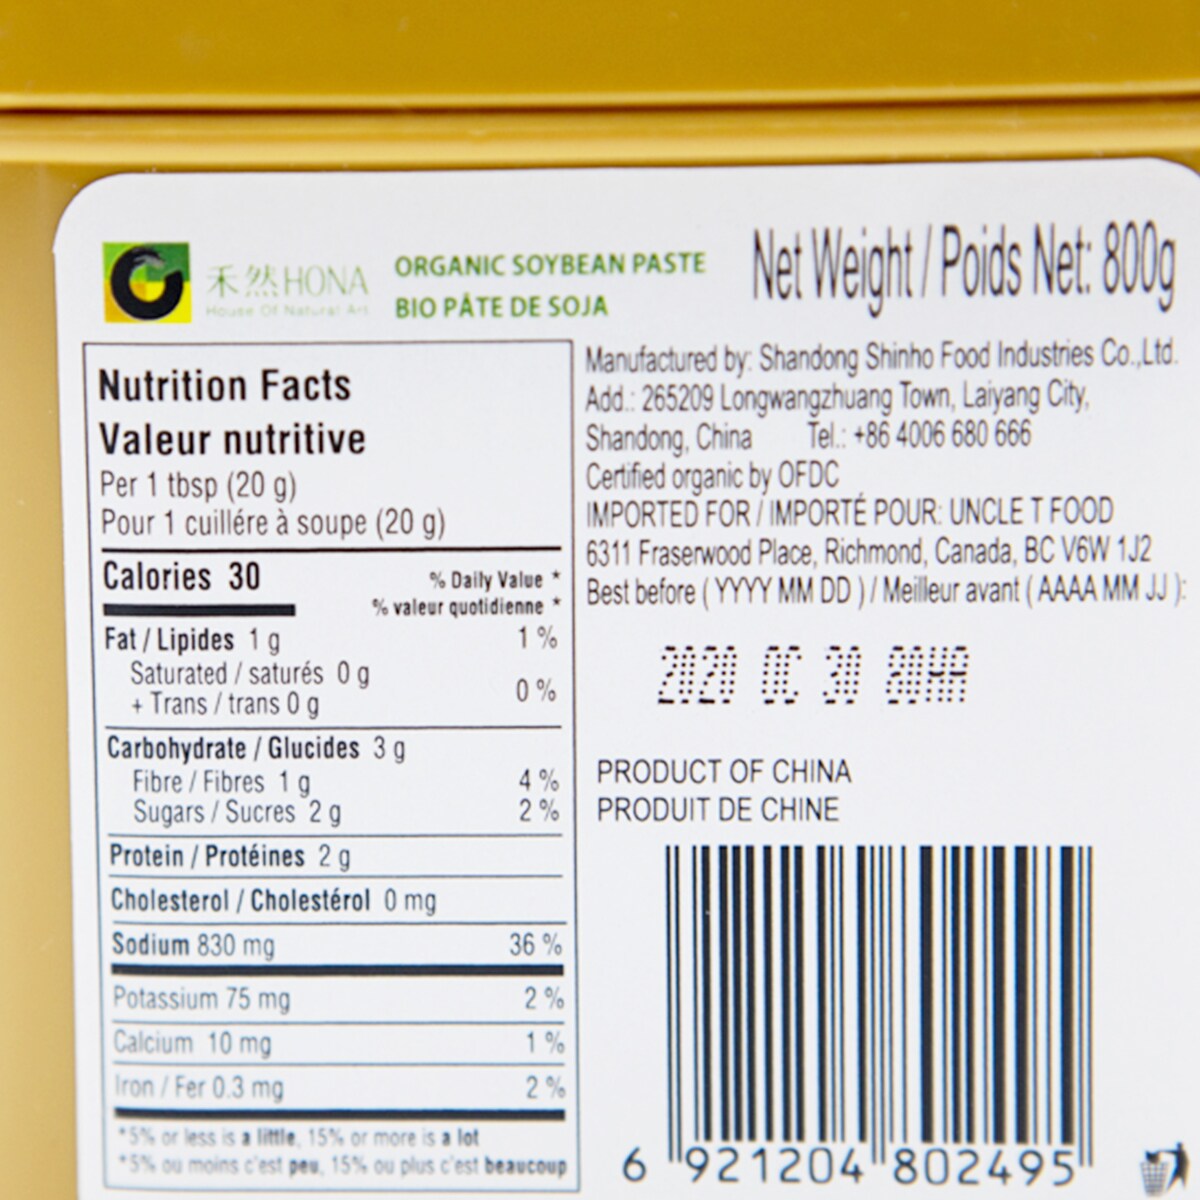 禾然HONA
House Of Natural Art
ORGANIC SOYBEAN PASTE
BIO PÂTE DE SOJA
Net Weight / Poids Net: 800g
Nutrition Facts
Valeur nutritive
Per 1 tbsp (20 g)
Pour 1 cuillére à soupe (20 g)
Calories 30
% Daily Value *
% valeur quotidienne *
Fat / Lipides 1 g 1 %
Saturated / saturés 0 g
+ Trans / trans 0 g 0 %
Carbohydrate / Glucides 3 g
Fibre / Fibres 1 g 4 %
Sugars / Sucres 2 g 2 %
Protein / Protéines 2 g
Cholesterol / Cholestérol 0 mg
Sodium 830 mg 36 %
Potassium 75 mg 2 %
Calcium 10 mg 1 %
Iron / Fer 0.3 mg 2 %
*5% or less is a little, 15% or more is a lot
*5% ou moins c'est peu, 15% ou plus c'est beaucoup
Manufactured by: Shandong Shinho Food Industries Co.,Ltd.
Add.: 265209 Longwangzhuang Town, Laiyang City,
Shandong, China Tel.: +86 4006 680 666
Certified organic by OFDC
IMPORTED FOR / IMPORTÉ POUR: UNCLE T FOOD
6311 Fraserwood Place, Richmond, Canada, BC V6W 1J2
Best before ( YYYY MM DD ) / Meilleur avant ( AAAA MM JJ ):
2020 OC 30
PRODUCT OF CHINA
PRODUIT DE CHINE
6 921204 802495